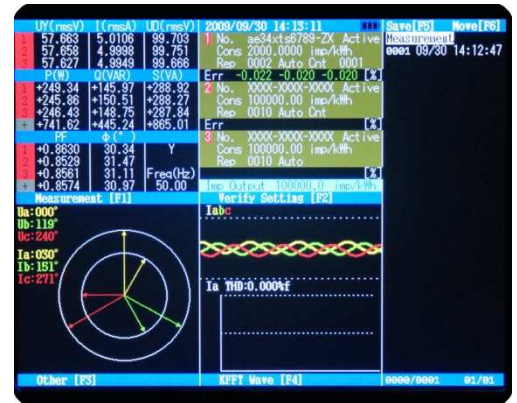 UY(rmsV) I(rmsA) UD(rmsV)
1 57.663 5.0106 99.703
2 57.658 4.9998 99.751
3 57.627 4.9949 99.666
P(W) Q(VAR) S(VA)
1 +249.34 +145.97 +288.92
2 +245.86 +150.51 +288.27
3 +246.43 +148.75 +287.84
+ +741.62 +445.24 +865.01
PF Φ(°)
1 +0.8630 30.34 Y
2 +0.8529 31.47
3 +0.8561 31.11 Freq(Hz)
+ +0.8574 30.97 50.00
Measurement [F1]
Ua:000°
Ub:119°
Uc:240°
Ia:030°
Ib:151°
Ic:271°
Other [F3]
2009/09/30 14:13:11
1 No. ae34xts6789-ZX Active
Cons 2000.0000 imp/kWh
Rep 0002 Auto Cnt 0001
Err -0.022 -0.020 -0.020 [%]
2 No. XXXX-XXXX-XXXX Active
Cons 100000.00 imp/kWh
Rep 0010 Auto
Err [%]
3 No. XXXX-XXXX-XXXX Active
Cons 100000.00 imp/kWh
Rep 0010 Auto
[%]
Imp Output 100000.0 imp/kWh
Verify Setting [F2]
Iabc
Ia THD:0.000%f
KFFT Wave [F4]
Save[F5] Move[F6]
Measurement
0001 09/30 14:12:47
0000/0001 01/01